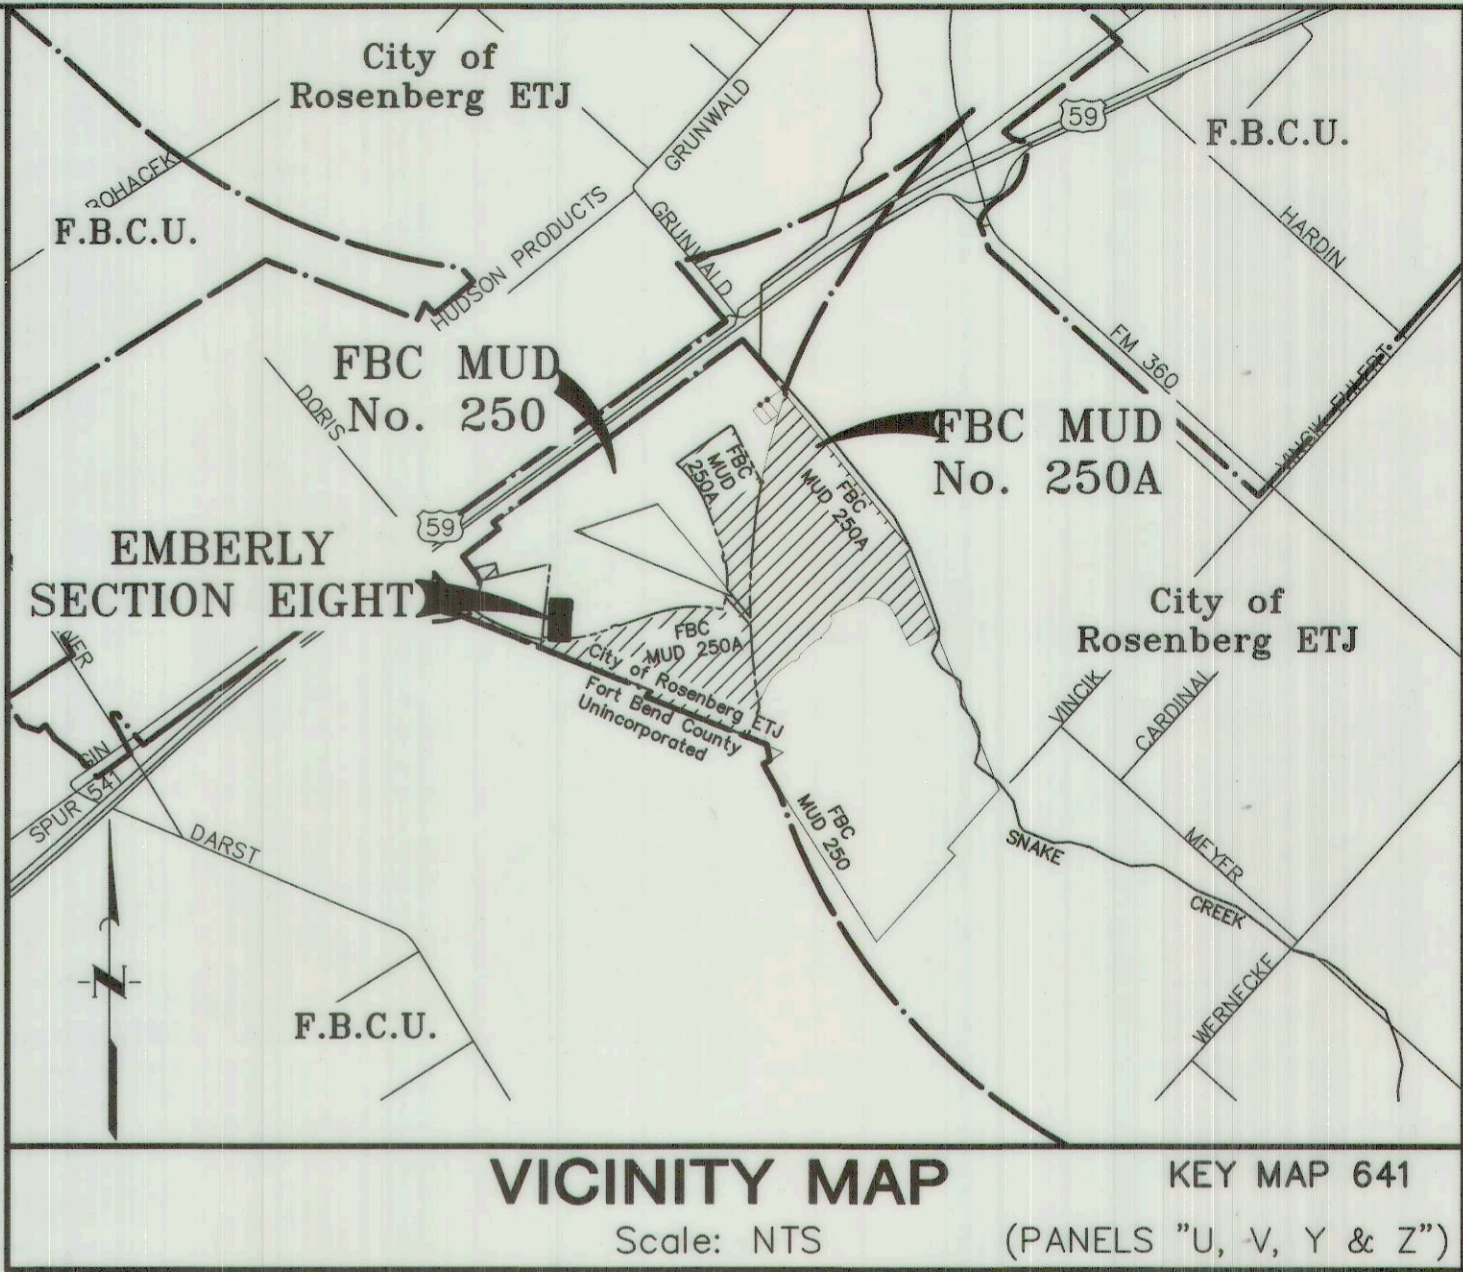 City of
Rosenberg ETJ
59
F.B.C.U.
BOHACEK
F.B.C.U.
HUDSON PRODUCTS
GRUNWALD
GRUNWALD
HARDIN
FM 360
FBC MUD
No. 250
DORIS
FBC MUD
No. 250A
FBC
MUD
250A
FBC
MUD 250A
59
EMBERLY
SECTION EIGHT
City of
Rosenberg ETJ
FBC
MUD 250A
City of Rosenberg ETJ
Fort Bend County
Unincorporated
VINCIK
CARDINAL
GIN
SPUR 541
DARST
FBC
MUD 250
SNAKE
CREEK
MEYER
WERNECKE
N
F.B.C.U.
VICINITY MAP
Scale: NTS
KEY MAP 641
(PANELS "U, V, Y & Z")